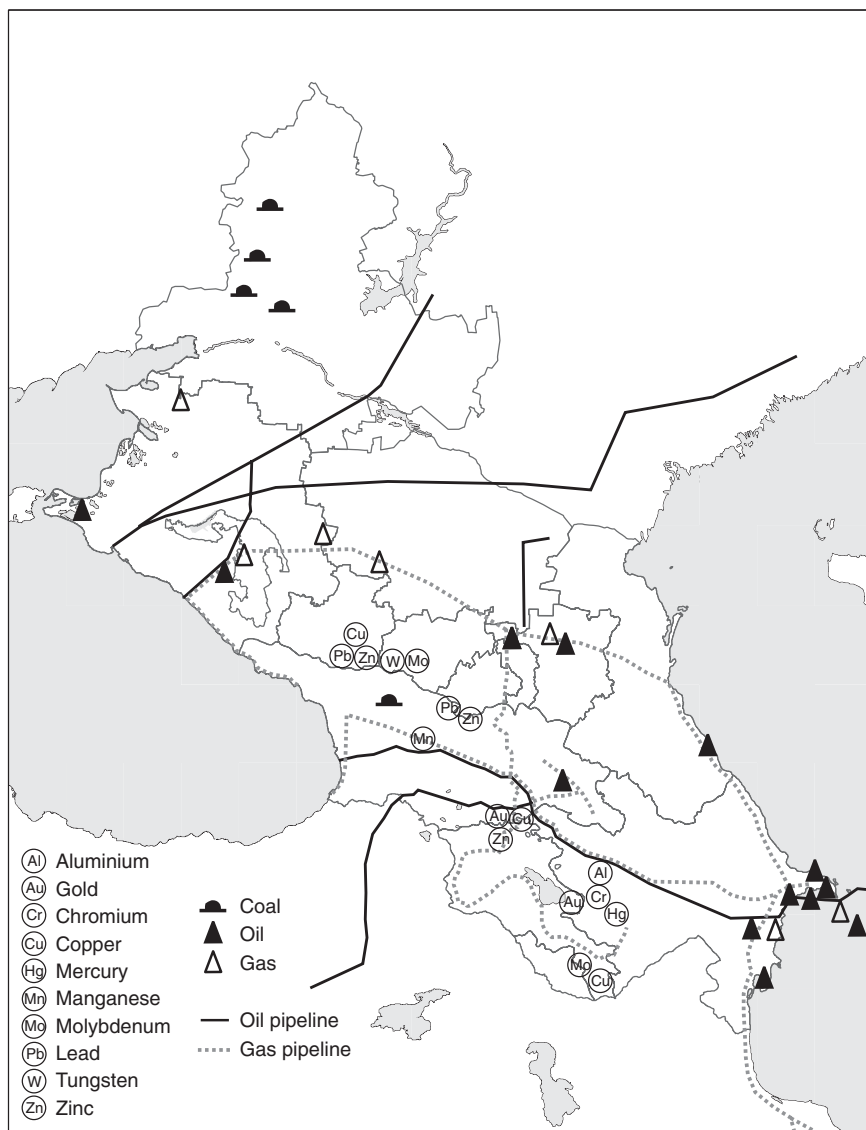 Cu
Pb Zn W Mo
Pb Zn
Mn
Au Cu
Zn
Al
Cr
Au
Hg
Mo
Cu
Al Aluminium
Au Gold
Cr Chromium
Cu Copper
Hg Mercury
Mn Manganese
Mo Molybdenum
Pb Lead
W Tungsten
Zn Zinc
Coal
Oil
Gas
Oil pipeline
Gas pipeline